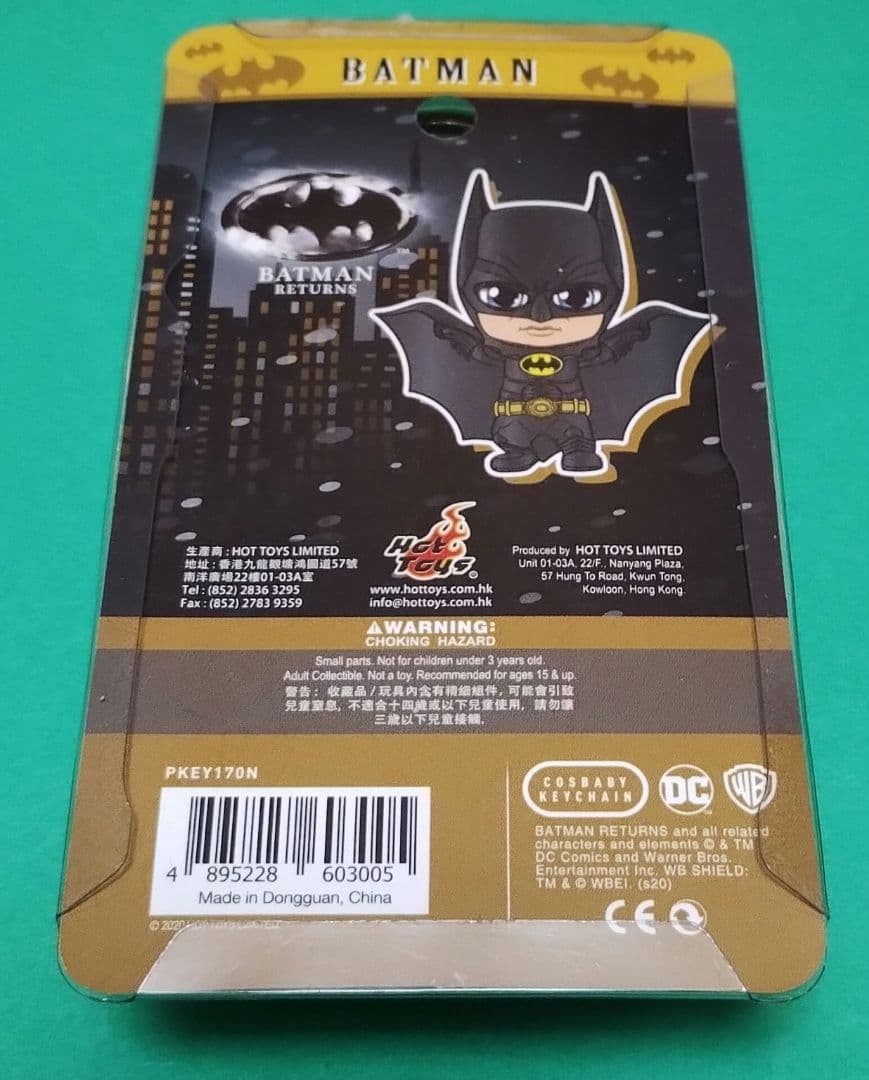 BATMAN
BATMAN
RETURNS
生產商 : HOT TOYS LIMITED
地址 : 香港九龍觀塘鴻圖道57號
南洋廣場22樓01-03A室
Tel : (852) 2836 3295
Fax : (852) 2783 9359
Hot Toys
www.hottoys.com.hk
info@hottoys.com.hk
Produced by HOT TOYS LIMITED
Unit 01-03A, 22/F., Nanyang Plaza,
57 Hung To Road, Kwun Tong,
Kowloon, Hong Kong.
WARNING:
CHOKING HAZARD
Small parts. Not for children under 3 years old.
Adult Collectible. Not a toy. Recommended for ages 15 & up.
警告 : 收藏品 / 玩具內含有精細組件, 可能會引致
兒童窒息, 不適合十四歲或以下兒童使用, 請勿讓
三歲以下兒童接觸.
PKEY170N
4 895228 603005
Made in Dongguan, China
COSBABY
KEYCHAIN
DC
WB
BATMAN RETURNS and all related
characters and elements © & TM
DC Comics and Warner Bros.
Entertainment Inc. WB SHIELD:
TM & © WBEI. (s20)
CE
© 2020 HOT TOYS LIMITED